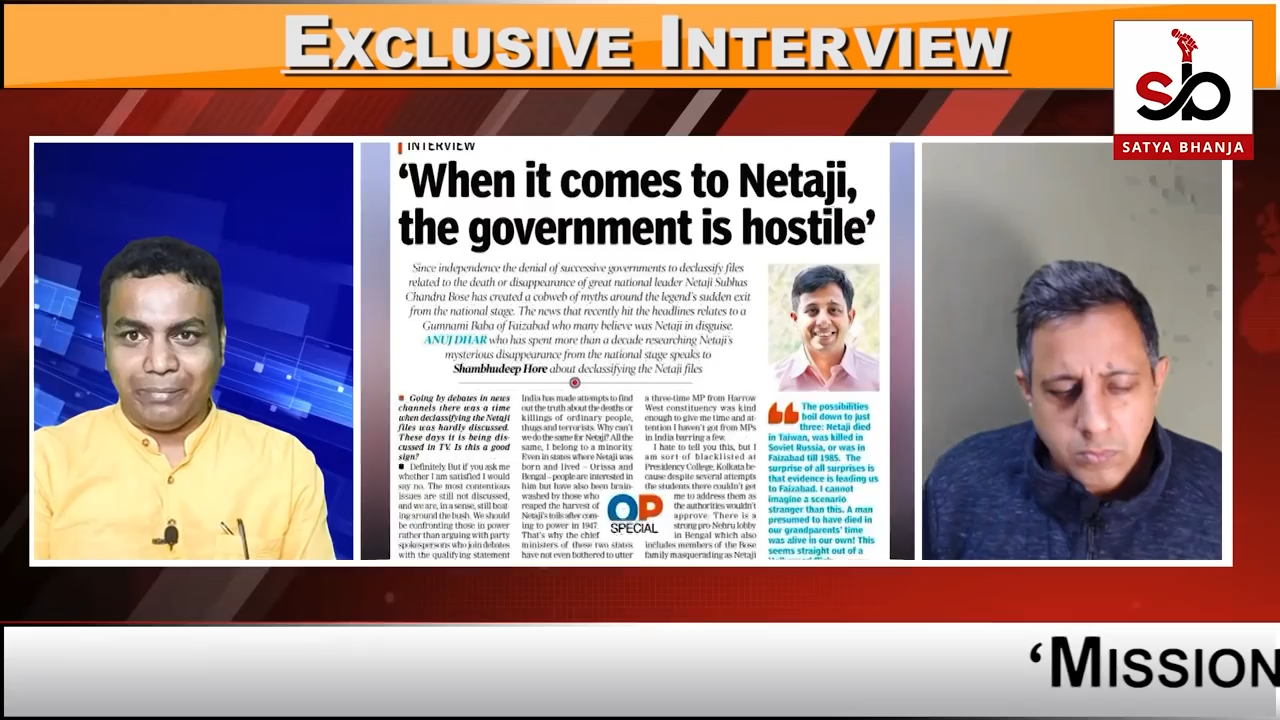 EXCLUSIVE INTERVIEW
sb
SATYA BHANJA
INTERVIEW
‘When it comes to Netaji,
the government is hostile’
Since independence the denial of successive governments to declassify files
related to the death or disappearance of great national leader Netaji Subhas
Chandra Bose has created a cobweb of myths around the legend's sudden exit
from the national stage. The news that recently hit the headlines relates to a
Gumnami Baba of Faizabad who many believe was Netaji in disguise.
ANUJ DHAR who has spent more than a decade researching Netaji's
mysterious disappearance from the national stage speaks to
Shambhudeep Hore about declassifying the Netaji files
Going by debates in news
channels there was a time
when declassifying the Netaji
files was hardly discussed.
These days it is being dis-
cussed in TV. Is this a good
sign?
Definitely. But if you ask me
whether I am satisfied I would
say no. The most contentious
issues are still not discussed,
and we are, in a sense, still beat-
ing around the bush. We should
be confronting those in power
rather than arguing with party
spokespersons who join debates
with the qualifying statement
India has made attempts to find
out the truth about the deaths or
killings of ordinary people,
thugs and terrorists. Why can't
we do the same for Netaji? All the
same, I belong to a minority.
Even in states where Netaji was
born and lived – Orissa and
Bengal – people are interested in
him but have also been brain-
washed by those who
reaped the harvest of
Netaji's toils after com-
ing to power in 1947.
That's why the chief
ministers of these two states
have not even bothered to utter
OP
SPECIAL
a three-time MP from Harrow
West constituency was kind
enough to give me time and at-
tention I haven't got from MPs
in India barring a few.
I hate to tell you this, but I
am sort of blacklisted at
Presidency College, Kolkata be-
cause despite several attempts
the students there couldn't get
me to address them as
the authorities wouldn't
approve. There is a
strong pro-Nehru lobby
in Bengal which also
includes members of the Bose
family masquerading as Netaji
The possibilities
boil down to just
three: Netaji died
in Taiwan, was killed in
Soviet Russia, or was in
Faizabad till 1985. The
surprise of all surprises is
that evidence is leading us
to Faizabad. I cannot
imagine a scenario
stranger than this. A man
presumed to have died in
our grandparents' time
was alive in our own! This
seems straight out of a
‘MISSION